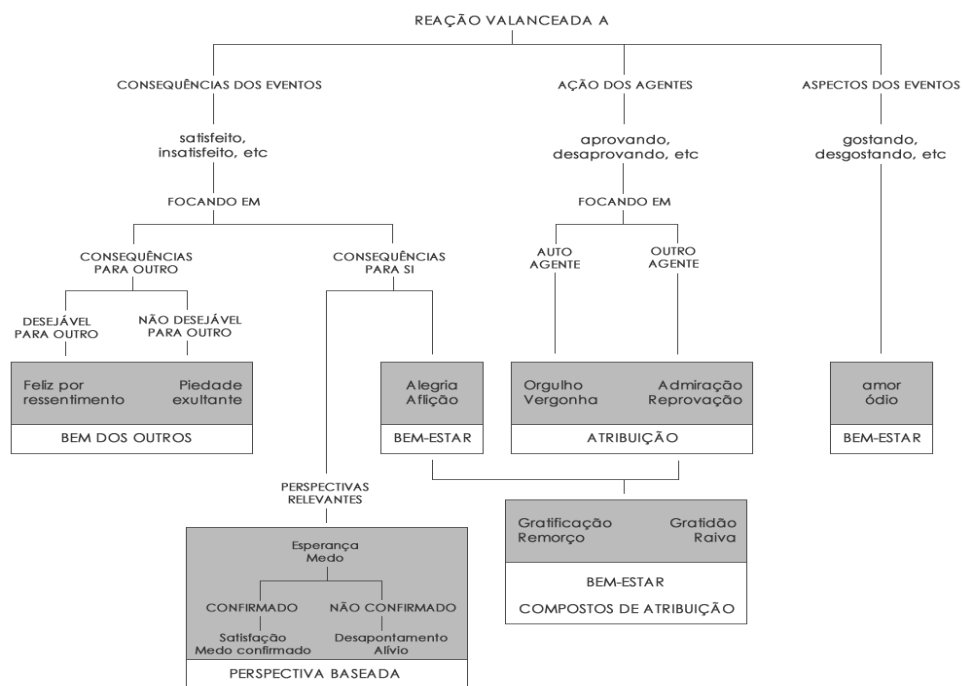 REAÇÃO VALANCEADA A
CONSEQUÊNCIAS DOS EVENTOS
AÇÃO DOS AGENTES
ASPECTOS DOS EVENTOS
satisfeito,
insatisfeito, etc
aprovando,
desaprovando, etc
gostando,
desgostando, etc
FOCANDO EM
FOCANDO EM
CONSEQUÊNCIAS
PARA OUTRO
CONSEQUÊNCIAS
PARA SI
AUTO
AGENTE
OUTRO
AGENTE
DESEJÁVEL
PARA OUTRO
NÃO DESEJÁVEL
PARA OUTRO
Feliz por
ressentimento
Piedade
exultante
BEM DOS OUTROS
Alegria
Aflição
BEM-ESTAR
Orgulho
Vergonha
Admiração
Reprovação
ATRIBUIÇÃO
amor
ódio
BEM-ESTAR
PERSPECTIVAS
RELEVANTES
Gratificação
Remorço
Gratidão
Raiva
BEM-ESTAR
COMPOSTOS DE ATRIBUIÇÃO
Esperança
Medo
CONFIRMADO
NÃO CONFIRMADO
Satisfação
Medo confirmado
Desapontamento
Alívio
PERSPECTIVA BASEADA